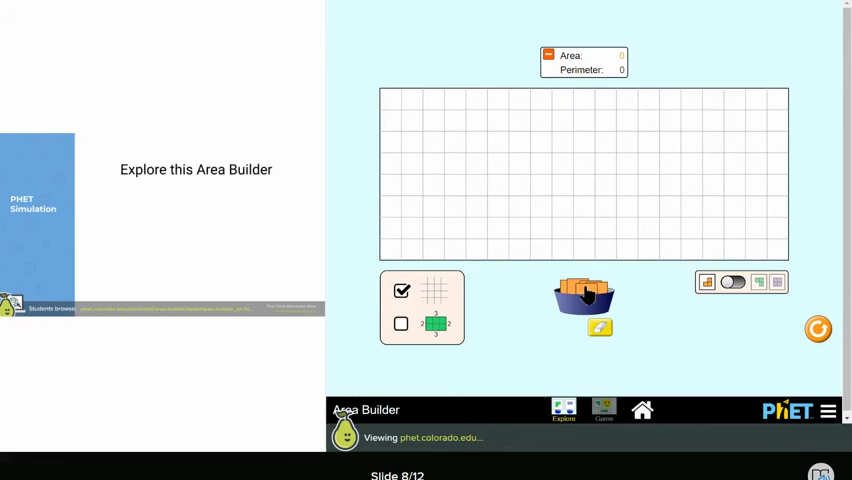 Area: 0
Perimeter: 0
Explore this Area Builder
PHET
Simulation
Students browse:
3
2 2
3
Area Builder
Explore
Game
PhET
Viewing phet.colorado.edu...
Slide 8/12